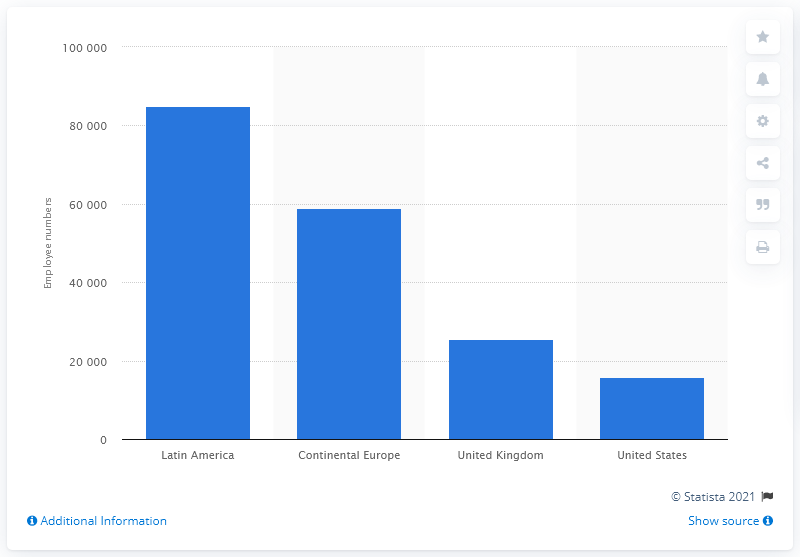 100 000
80 000
60 000
40 000
20 000
0
Employee numbers
Latin America
Continental Europe
United Kingdom
United States
© Statista 2021
Additional Information
Show source